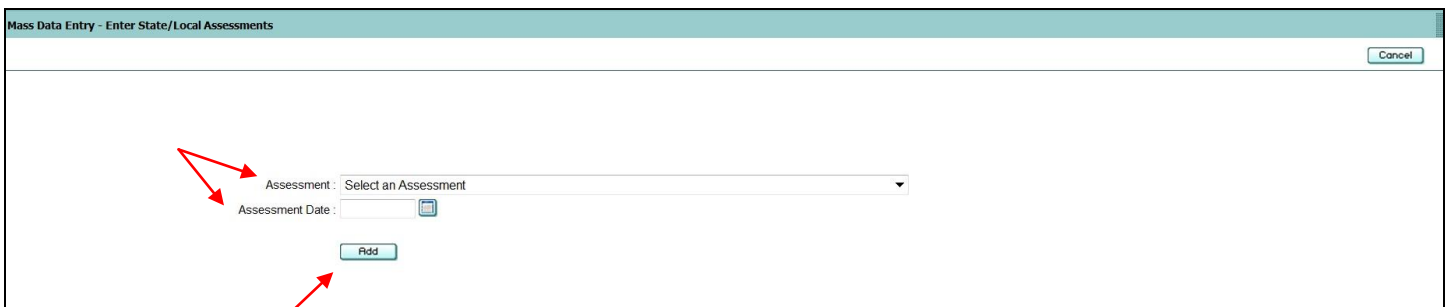 Mass Data Entry - Enter State/Local Assessments
Cancel
Assessment : Select an Assessment
Assessment Date :
Add